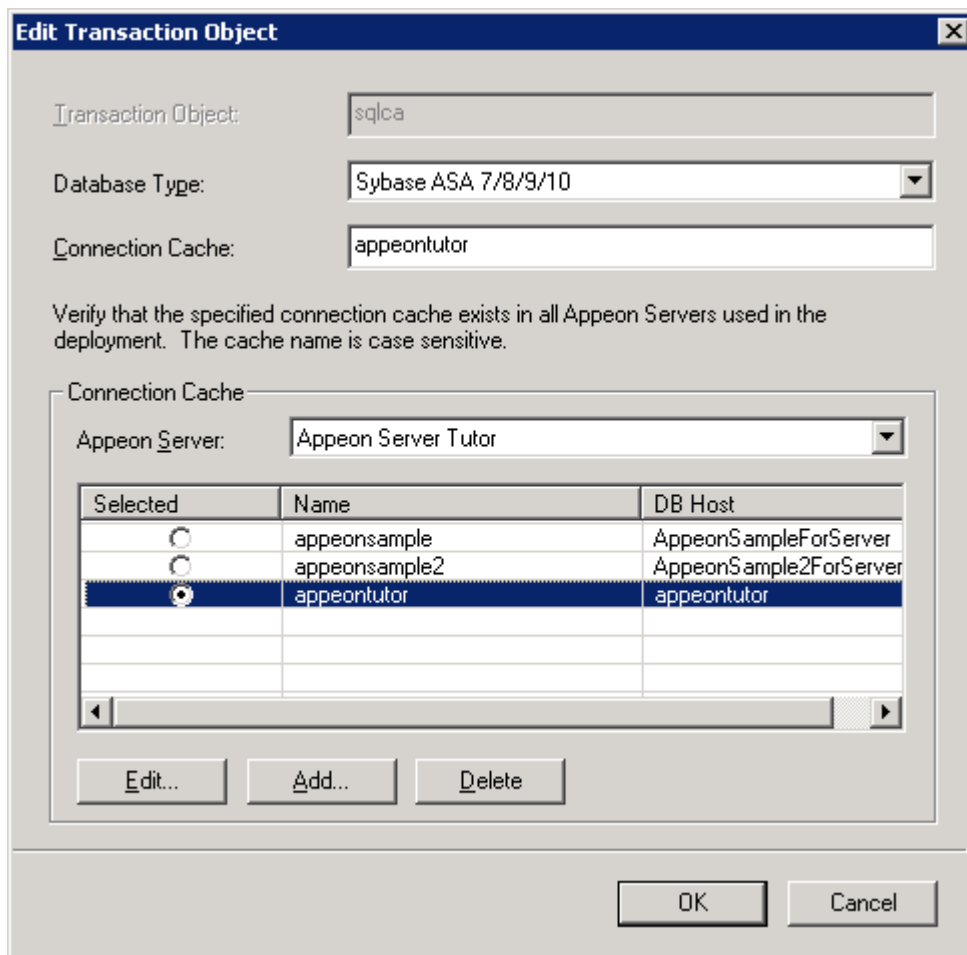 Edit Transaction Object
Transaction Object: sqlca
Database Type: Sybase ASA 7/8/9/10
Connection Cache: appeontutor
Verify that the specified connection cache exists in all Appeon Servers used in the
deployment. The cache name is case sensitive.
Connection Cache
Appeon Server: Appeon Server Tutor
Selected Name DB Host
appeonsample AppeonSampleForServer
appeonsample2 AppeonSample2ForServer
appeontutor appeontutor
Edit... Add... Delete
OK Cancel